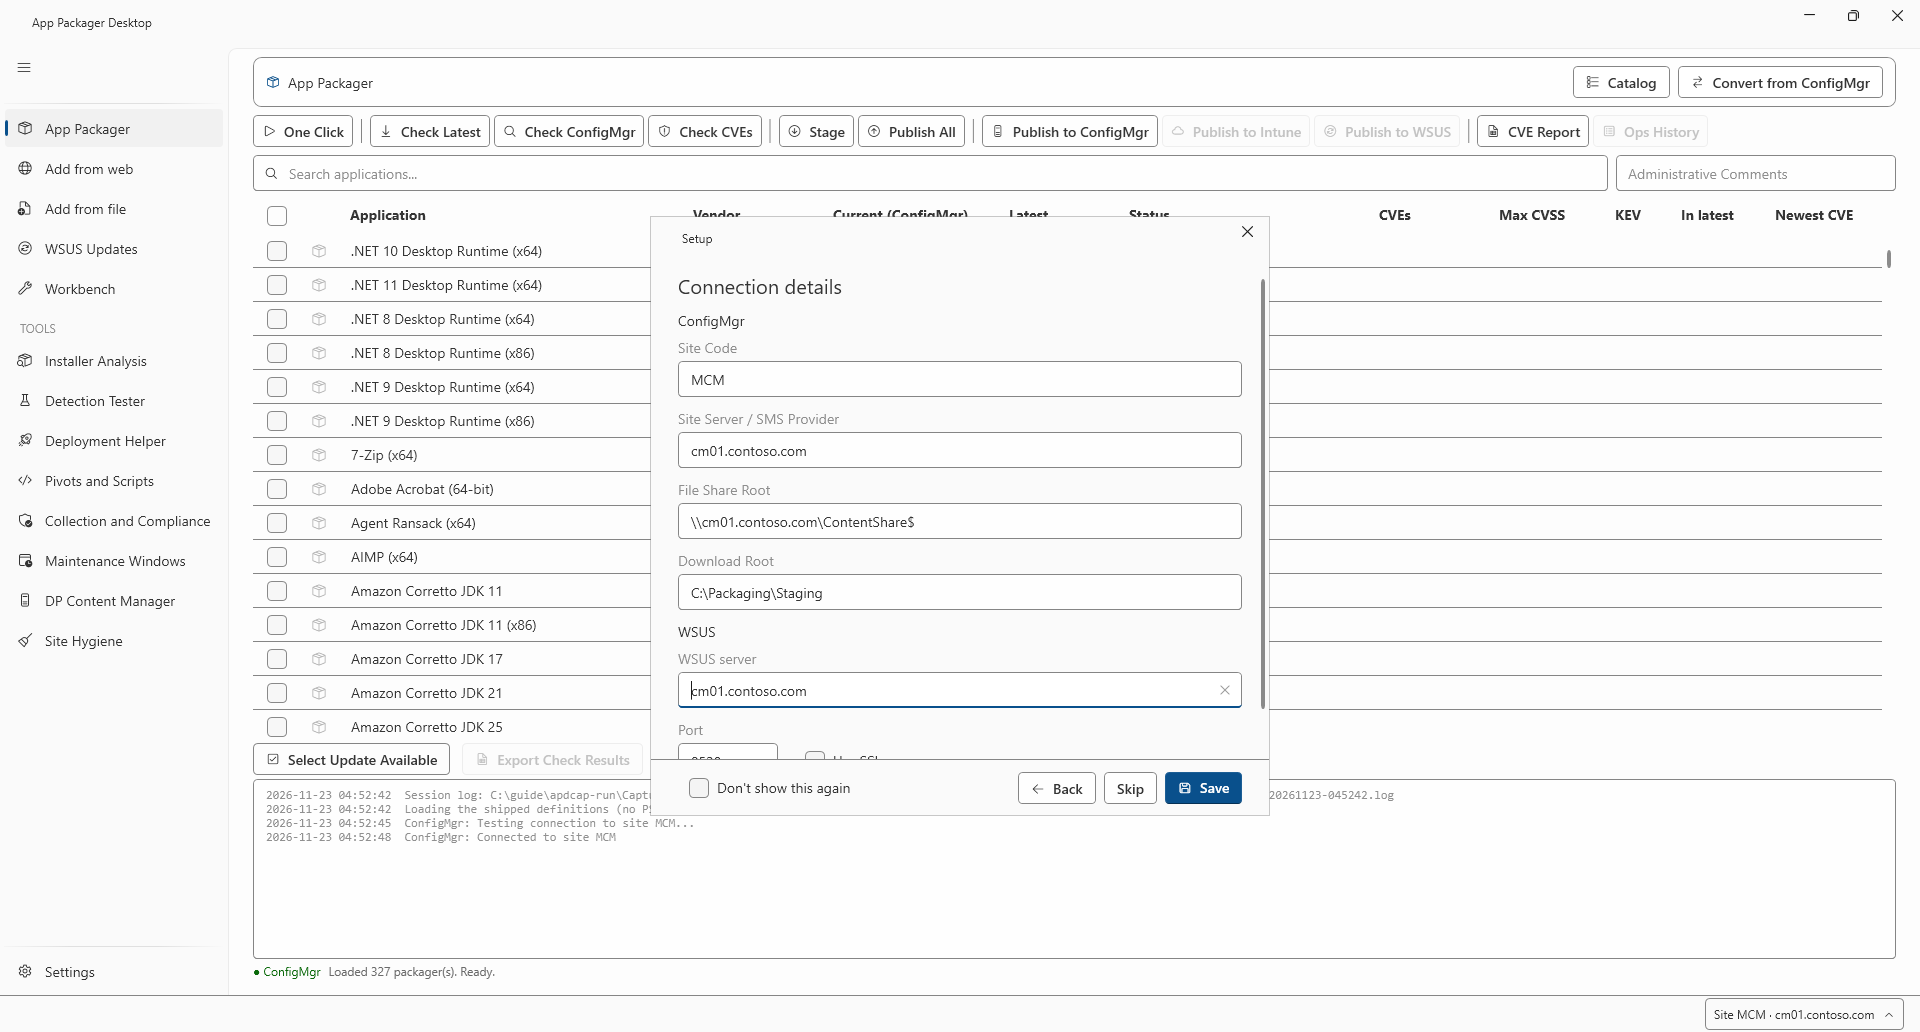 App Packager Desktop
App Packager
Catalog
Convert from ConfigMgr
App Packager
Add from web
Add from file
WSUS Updates
Workbench
TOOLS
Installer Analysis
Detection Tester
Deployment Helper
Pivots and Scripts
Collection and Compliance
Maintenance Windows
DP Content Manager
Site Hygiene
Settings
One Click
Check Latest
Check ConfigMgr
Check CVEs
Stage
Publish All
Publish to ConfigMgr
Publish to Intune
Publish to WSUS
CVE Report
Ops History
Search applications...
Administrative Comments
Application
Vendor
Current (ConfigMgr)
Latest
Status
CVEs
Max CVSS
KEV
In latest
Newest CVE
.NET 10 Desktop Runtime (x64)
.NET 11 Desktop Runtime (x64)
.NET 8 Desktop Runtime (x64)
.NET 8 Desktop Runtime (x86)
.NET 9 Desktop Runtime (x64)
.NET 9 Desktop Runtime (x86)
7-Zip (x64)
Adobe Acrobat (64-bit)
Agent Ransack (x64)
AIMP (x64)
Amazon Corretto JDK 11
Amazon Corretto JDK 11 (x86)
Amazon Corretto JDK 17
Amazon Corretto JDK 21
Amazon Corretto JDK 25
Setup
Connection details
ConfigMgr
Site Code
MCM
Site Server / SMS Provider
cm01.contoso.com
File Share Root
\\cm01.contoso.com\ContentShare$
Download Root
C:\Packaging\Staging
WSUS
WSUS server
cm01.contoso.com
Port
Don't show this again
Back
Skip
Save
Select Update Available
Export Check Results
2026-11-23 04:52:42 Session log: C:\guide\apdcap-run\Capt 20261123-045242.log
2026-11-23 04:52:42 Loading the shipped definitions (no PS
2026-11-23 04:52:45 ConfigMgr: Testing connection to site MCM...
2026-11-23 04:52:48 ConfigMgr: Connected to site MCM
ConfigMgr Loaded 327 packager(s). Ready.
Site MCM · cm01.contoso.com